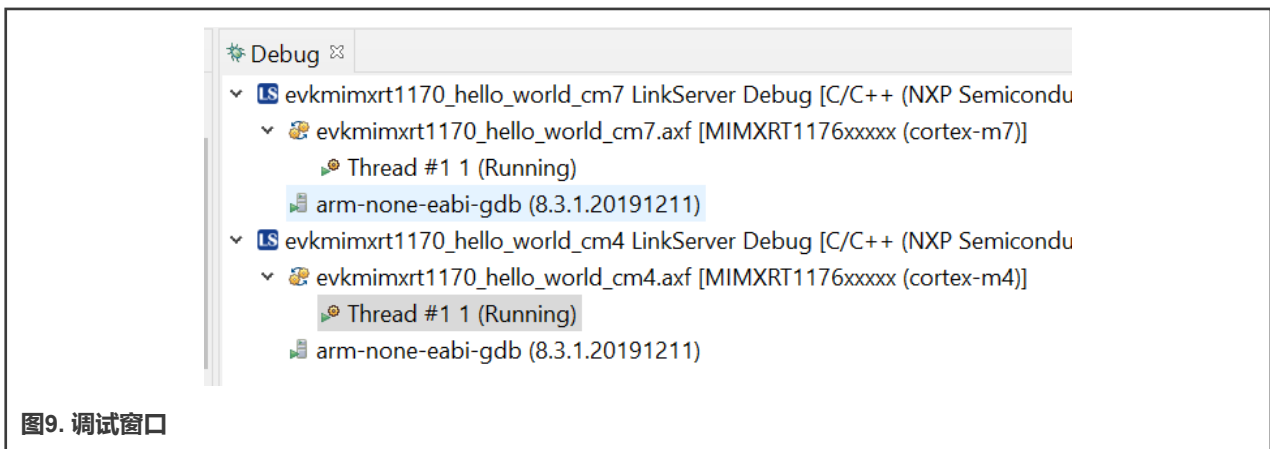 Debug
LS evkmimxrt1170_hello_world_cm7 LinkServer Debug [C/C++ (NXP Semicondu
evkmimxrt1170_hello_world_cm7.axf [MIMXRT1176xxxxx (cortex-m7)]
Thread #1 1 (Running)
arm-none-eabi-gdb (8.3.1.20191211)
LS evkmimxrt1170_hello_world_cm4 LinkServer Debug [C/C++ (NXP Semicondu
evkmimxrt1170_hello_world_cm4.axf [MIMXRT1176xxxxx (cortex-m4)]
Thread #1 1 (Running)
arm-none-eabi-gdb (8.3.1.20191211)
图9. 调试窗口